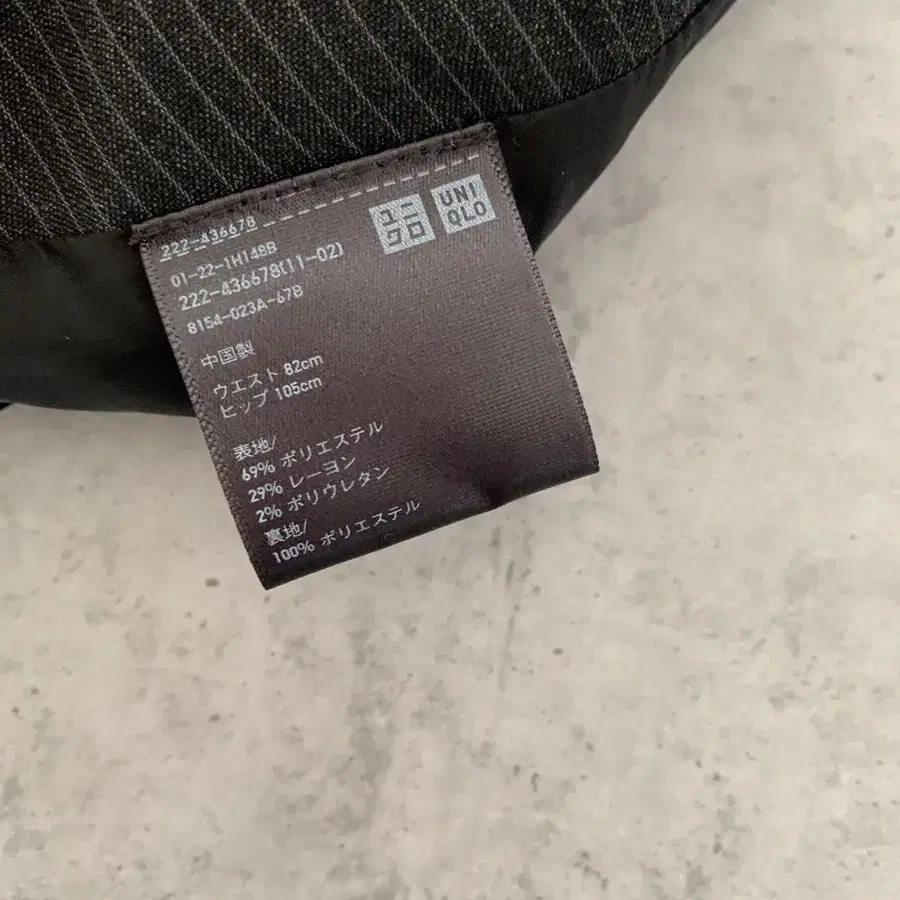 222-436678
ユニ
クロ
UNI
QLO
01-22-1H148B
222-436678(11-02)
8154-023A-67B
中国製
ウエスト 82cm
ヒップ 105cm
表地/
69% ポリエステル
29% レーヨン
2% ポリウレタン
裏地/
100% ポリエステル